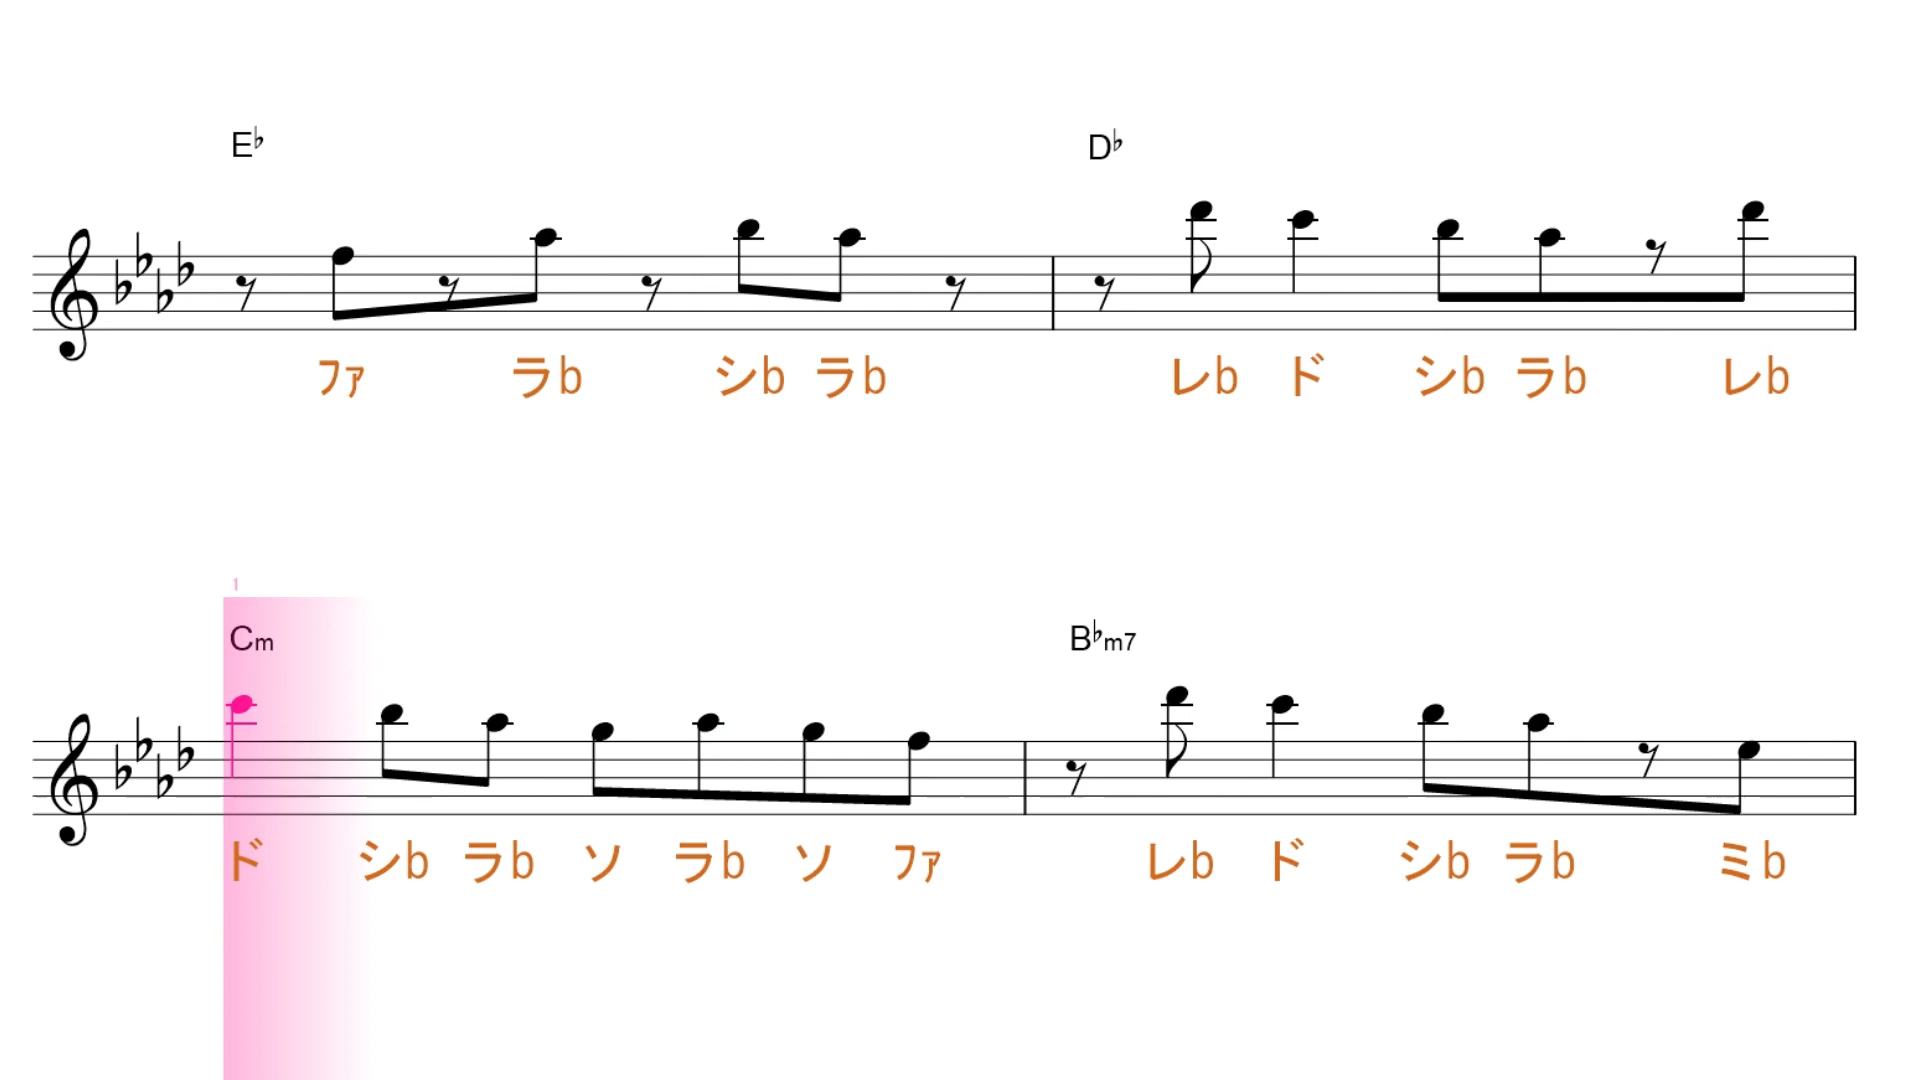 E♭ D♭
ファ ラb シb ラb レb ド シb ラb レb
1
Cm B♭m7
ド シb ラb ソ ラb ソ ファ レb ド シb ラb ミb